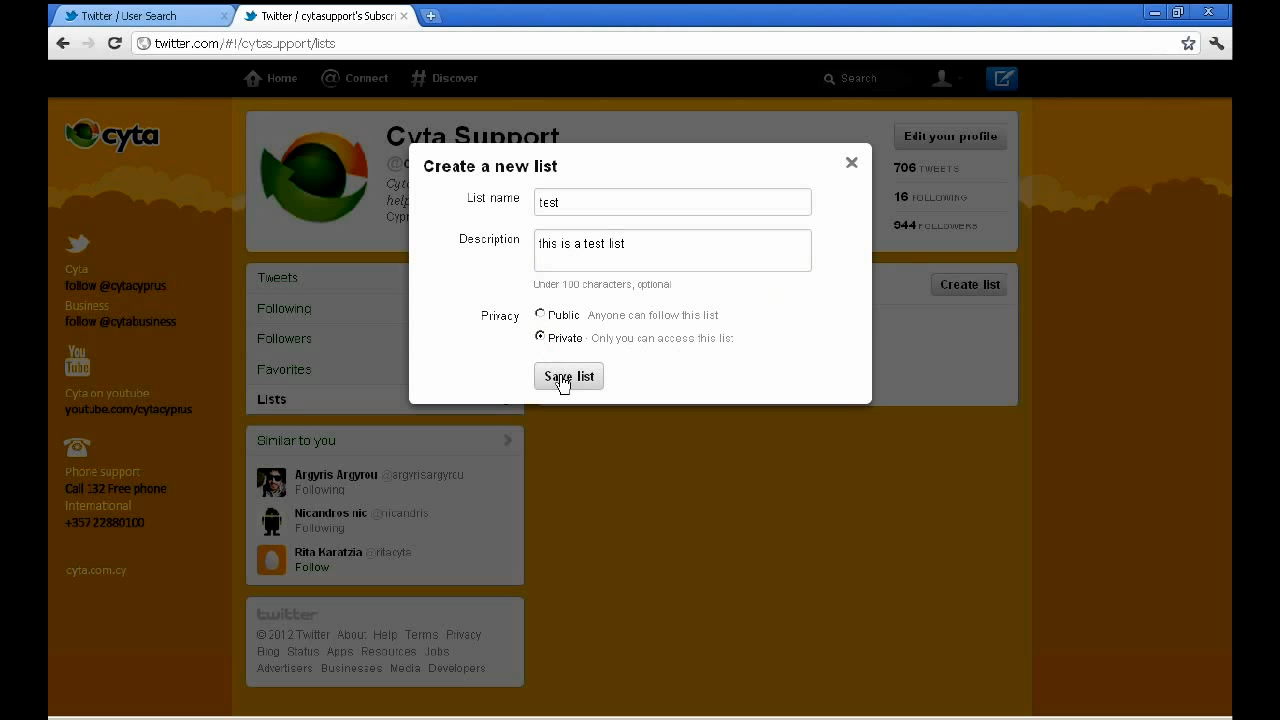 Twitter / User Search
Twitter / cytasupport's Subscri
twitter.com/#!/cytasupport/lists
Home
Connect
Discover
Search
cyta
Cyta Support
Edit your profile
706 TWEETS
16 FOLLOWING
944 FOLLOWERS
Create a new list
List name
test
Description
this is a test list
Under 100 characters, optional
Privacy
Public · Anyone can follow this list
Private · Only you can access this list
Save list
Create list
Cyta
follow @cytacyprus
Business
follow @cytabusiness
You Tube
Cyta on youtube
youtube.com/cytacyprus
Phone support
Call 132 Free phone
International
+357 22880100
cyta.com.cy
Tweets
Following
Followers
Favorites
Lists
Similar to you
Argyris Argyrou @argyrisargyrou
Following
Nicandros nic @nicandris
Following
Rita Karatzia @ritacyta
Follow
twitter
© 2012 Twitter About Help Terms Privacy
Blog Status Apps Resources Jobs
Advertisers Businesses Media Developers